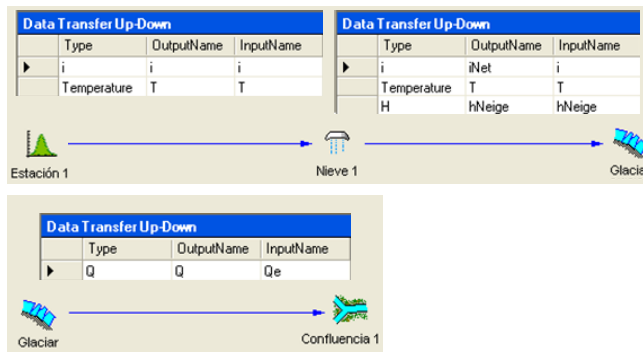 Data Transfer Up-Down
Type OutputName InputName
i i i
Temperature T T
Data Transfer Up-Down
Type OutputName InputName
i iNet i
Temperature T T
H hNeige hNeige
Estación 1
Nieve 1
Glacia
Data Transfer Up-Down
Type OutputName InputName
Q Q Qe
Glaciar
Confluencia 1